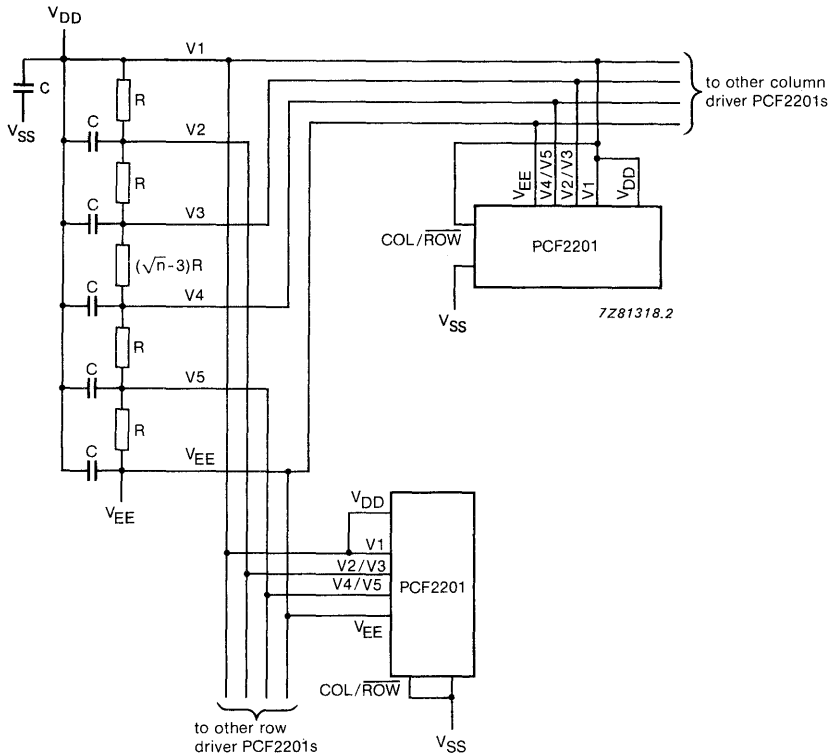 VDD
V1
C
R
VSS
C
V2
R
C
V3
(√n-3)R
C
V4
R
C
V5
R
C
VEE
VEE
to other column
driver PCF2201s
VEE
V4/V5
V2/V3
V1
VDD
COL/ROW
PCF2201
VSS
7Z81318.2
VDD
V1
V2/V3
V4/V5
VEE
PCF2201
COL/ROW
VSS
to other row
driver PCF2201s